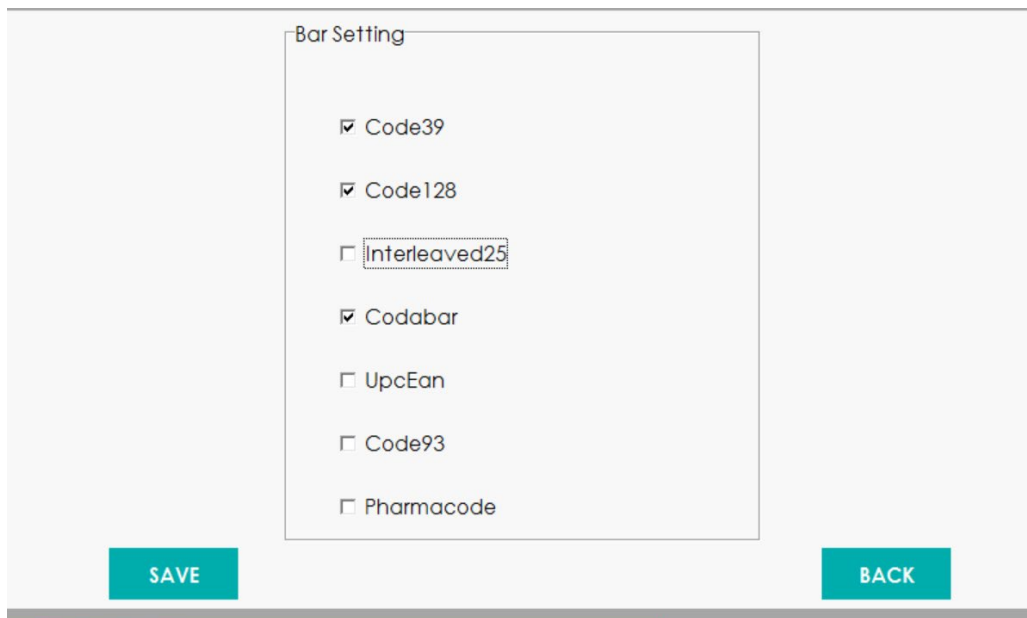 Bar Setting
Code39
Code128
Interleaved25
Codabar
UpcEan
Code93
Pharmacode
SAVE
BACK